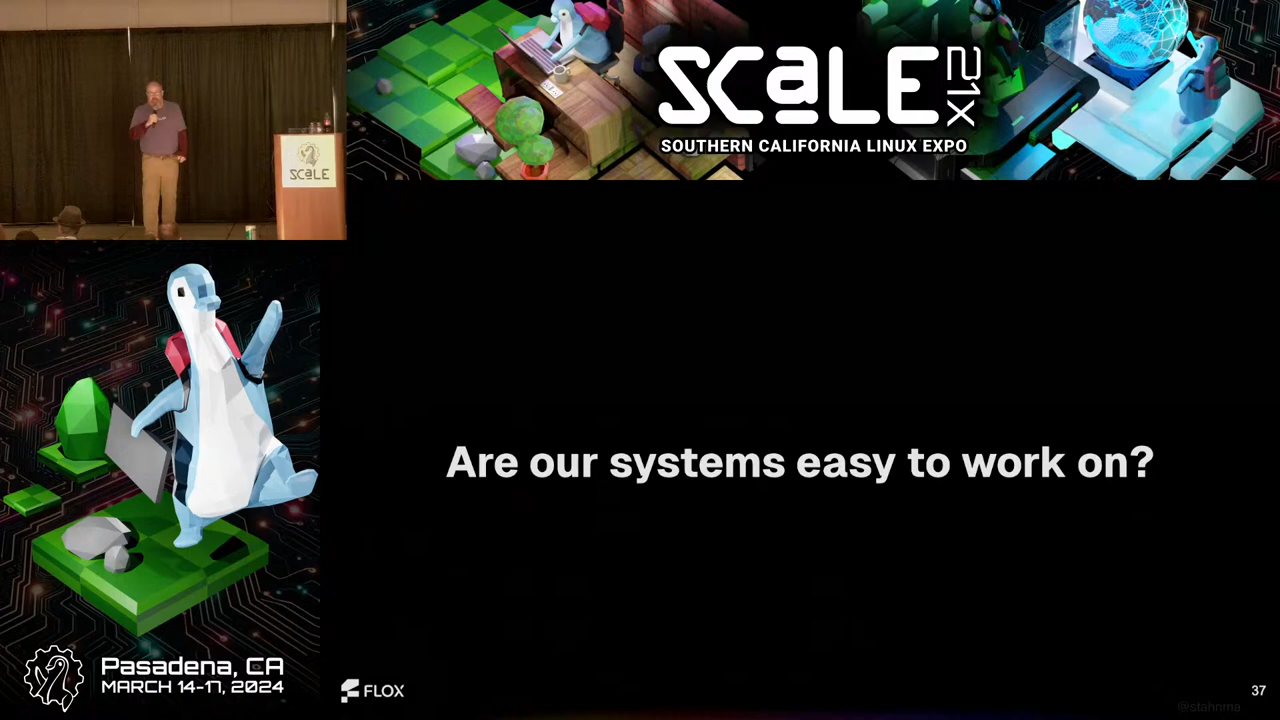 SCaLE 21X
SOUTHERN CALIFORNIA LINUX EXPO
SCaLE
Are our systems easy to work on?
Pasadena, CA
MARCH 14-17, 2024
FLOX
37
@stahnma